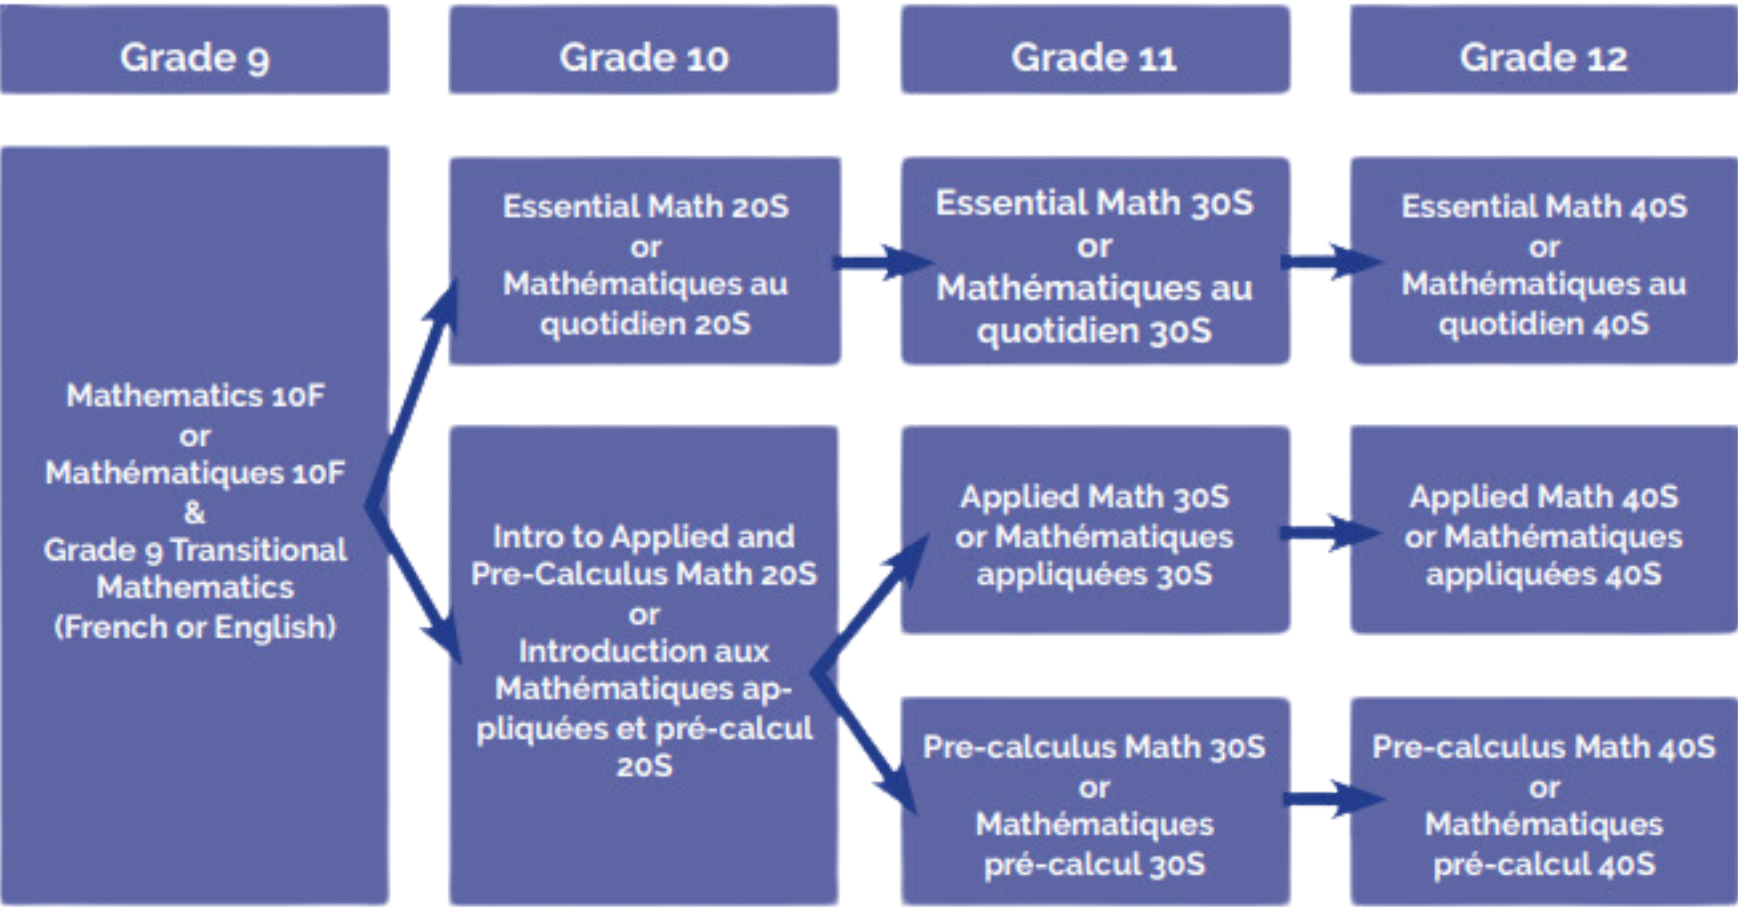 Grade 9
Grade 10
Grade 11
Grade 12
Mathematics 10F
or
Mathématiques 10F
&
Grade 9 Transitional
Mathematics
(French or English)
Essential Math 20S
or
Mathématiques au
quotidien 20S
Intro to Applied and
Pre-Calculus Math 20S
or
Introduction aux
Mathématiques ap-
pliquées et pré-calcul
20S
Essential Math 30S
or
Mathématiques au
quotidien 30S
Applied Math 30S
or Mathématiques
appliquées 30S
Pre-calculus Math 30S
or
Mathématiques
pré-calcul 30S
Essential Math 40S
or
Mathématiques au
quotidien 40S
Applied Math 40S
or Mathématiques
appliquées 40S
Pre-calculus Math 40S
or
Mathématiques
pré-calcul 40S